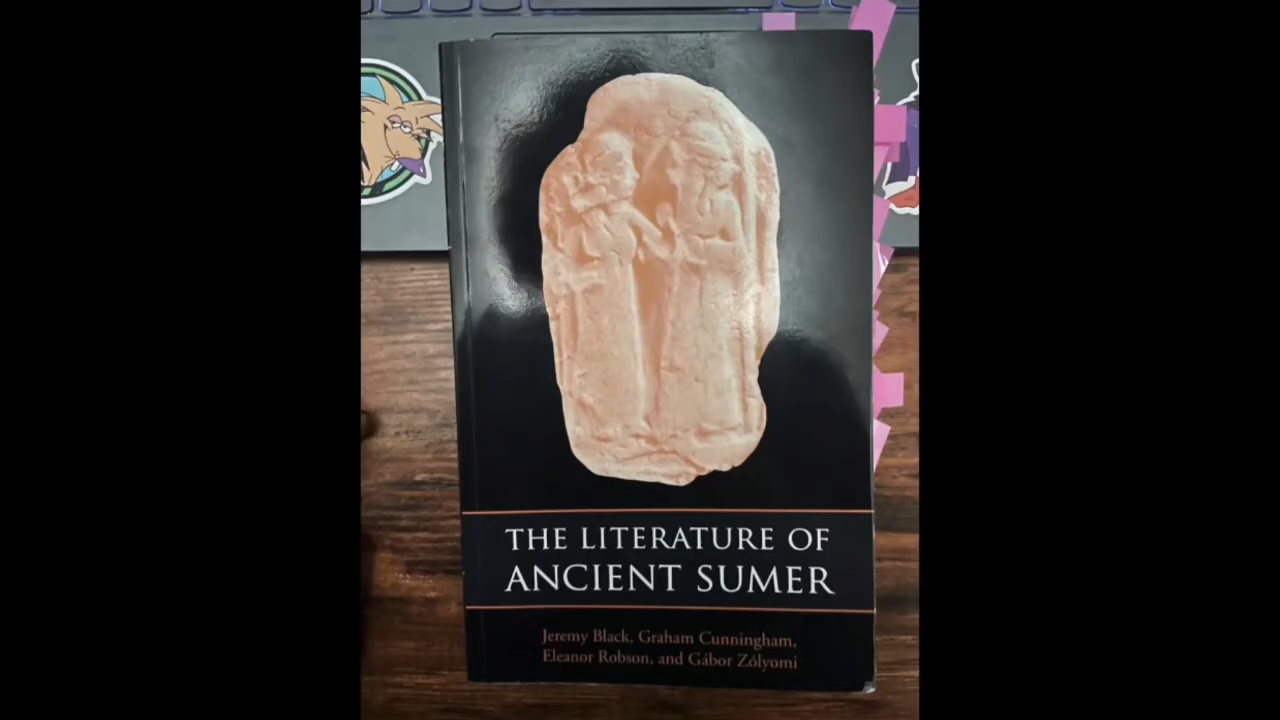 THE LITERATURE OF
ANCIENT SUMER
Jeremy Black, Graham Cunningham,
Eleanor Robson, and Gábor Zólyomi